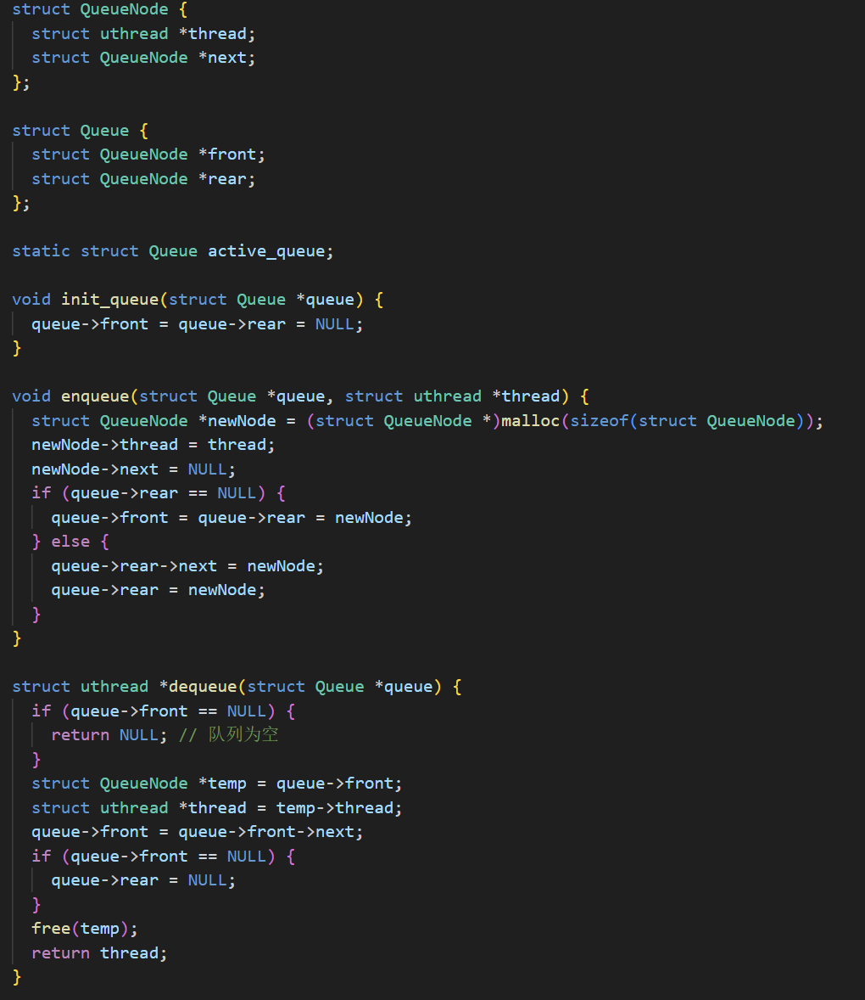 struct QueueNode {
  struct uthread *thread;
  struct QueueNode *next;
};

struct Queue {
  struct QueueNode *front;
  struct QueueNode *rear;
};

static struct Queue active_queue;

void init_queue(struct Queue *queue) {
  queue->front = queue->rear = NULL;
}

void enqueue(struct Queue *queue, struct uthread *thread) {
  struct QueueNode *newNode = (struct QueueNode *)malloc(sizeof(struct QueueNode));
  newNode->thread = thread;
  newNode->next = NULL;
  if (queue->rear == NULL) {
    queue->front = queue->rear = newNode;
  } else {
    queue->rear->next = newNode;
    queue->rear = newNode;
  }
}

struct uthread *dequeue(struct Queue *queue) {
  if (queue->front == NULL) {
    return NULL; // 队列为空
  }
  struct QueueNode *temp = queue->front;
  struct uthread *thread = temp->thread;
  queue->front = queue->front->next;
  if (queue->front == NULL) {
    queue->rear = NULL;
  }
  free(temp);
  return thread;
}